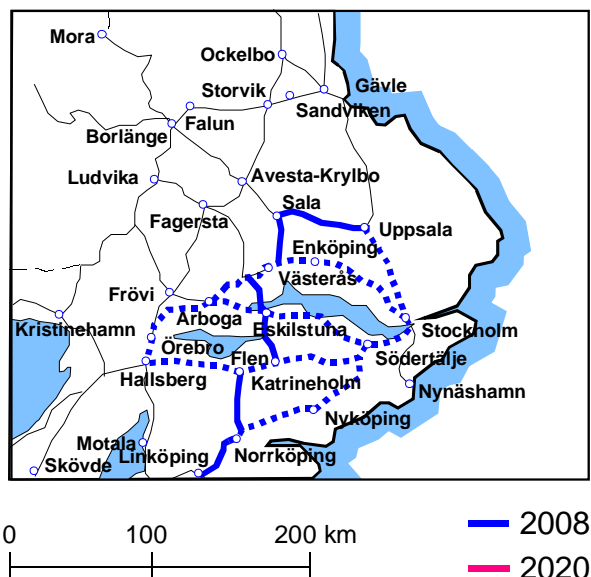 Mora
Ockelbo
Gävle
Storvik
Sandviken
Falun
Borlänge
Ludvika
Avesta-Krylbo
Fagersta
Sala
Uppsala
Enköping
Västerås
Frövi
Arboga
Kristinehamn
Eskilstuna
Stockholm
Örebro
Flen
Södertälje
Hallsberg
Katrineholm
Nynäshamn
Nyköping
Motala
Linköping
Norrköping
Skövde
0 100 200 km
2008
2020